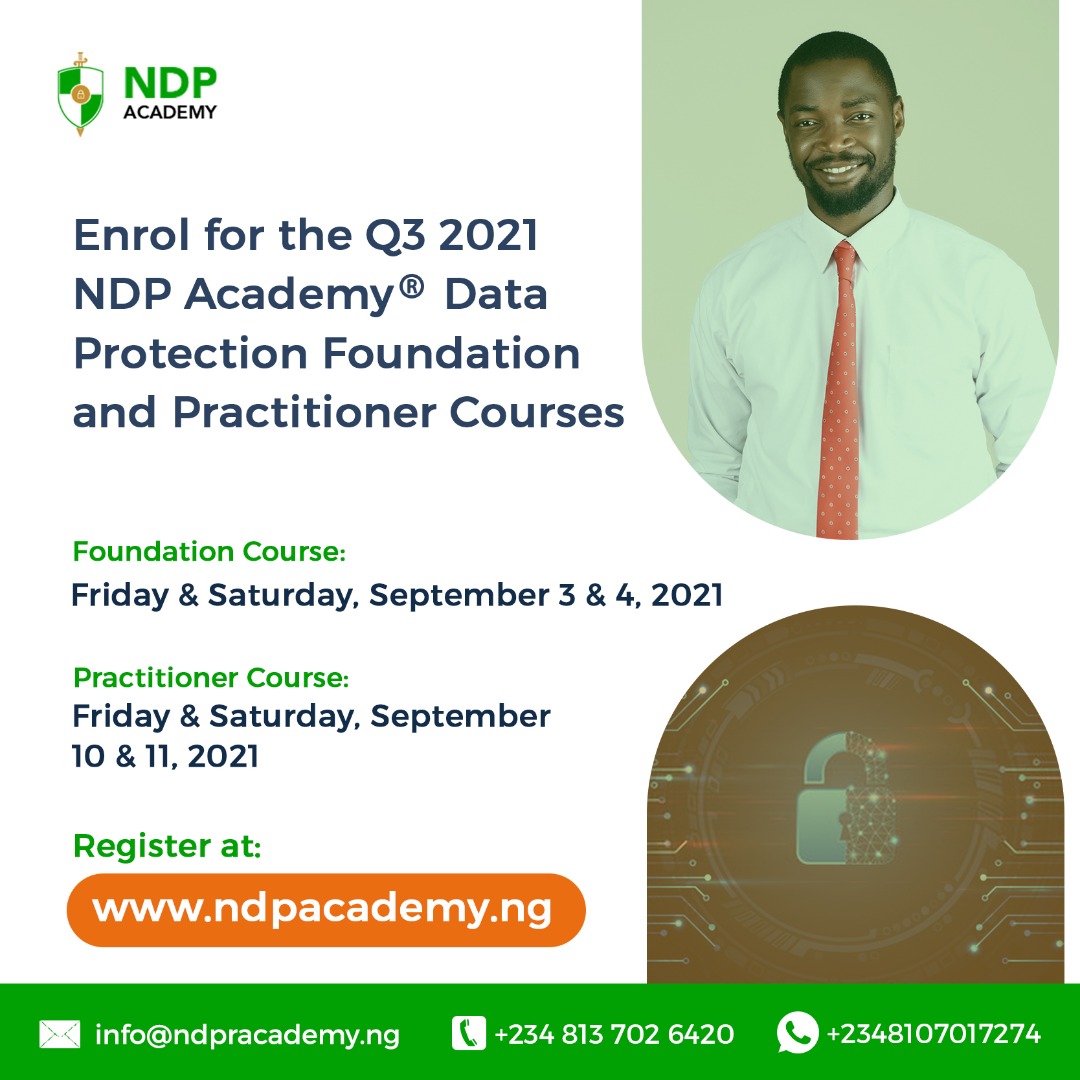 NDP
ACADEMY
Enrol for the Q3 2021
NDP Academy® Data
Protection Foundation
and Practitioner Courses
Foundation Course:
Friday & Saturday, September 3 & 4, 2021
Practitioner Course:
Friday & Saturday, September
10 & 11, 2021
Register at:
www.ndpacademy.ng
info@ndpracademy.ng
+234 813 702 6420
+2348107017274